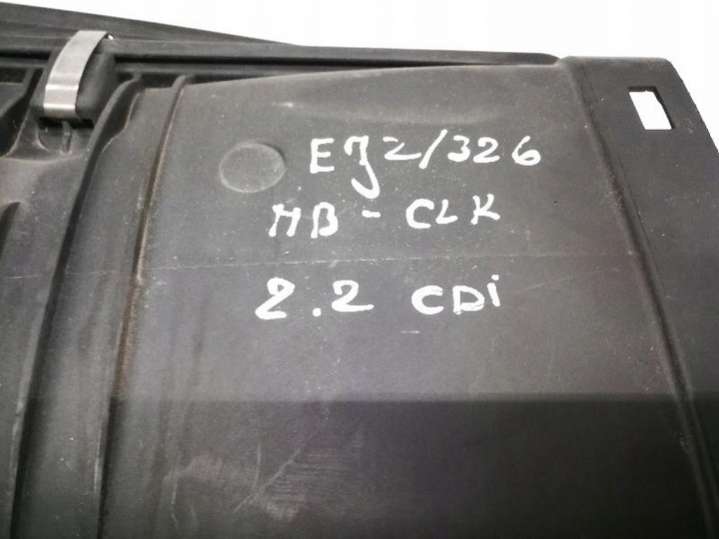 EJ2/326
MB - CLK
2.2 CDi